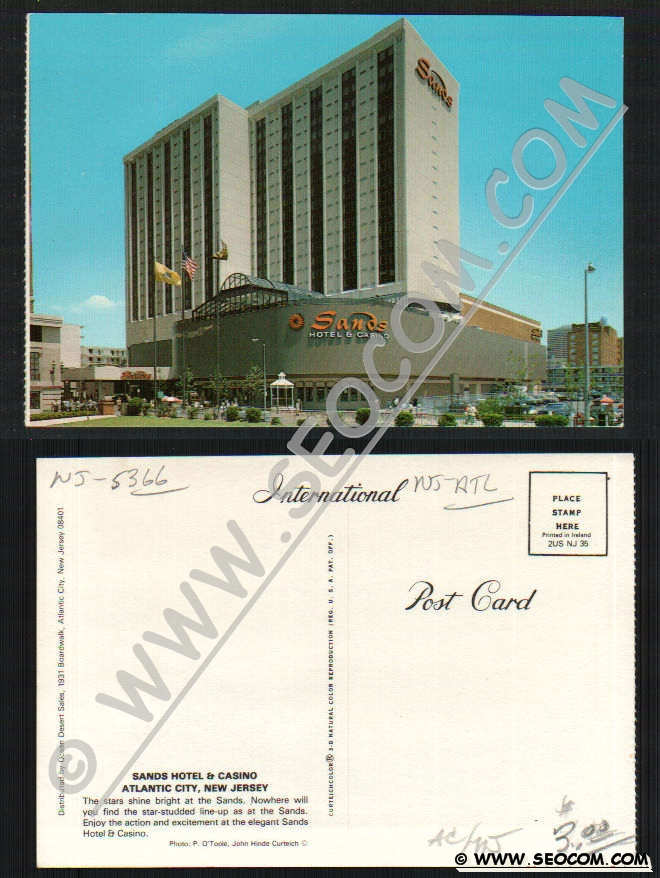 Sands
Sands
HOTEL & CASINO
© WWW.SEOCOM.COM
NJ-5366
International
NJ-ATL
PLACE
STAMP
HERE
Printed in Ireland
2US NJ 35
Post Card
Distributed by Ocean Desert Sales, 1931 Boardwalk, Atlantic City, New Jersey 08401
CURTEICHCOLOR® 3-D NATURAL COLOR REPRODUCTION (REG. U. S. A. PAT. OFF.)
SANDS HOTEL & CASINO
ATLANTIC CITY, NEW JERSEY
The stars shine bright at the Sands. Nowhere will
you find the star-studded line-up as at the Sands.
Enjoy the action and excitement at the elegant Sands
Hotel & Casino.
Photo: P. O'Toole, John Hinde Curteich ©
AC/NJ
# 3.00
© WWW.SEOCOM.COM